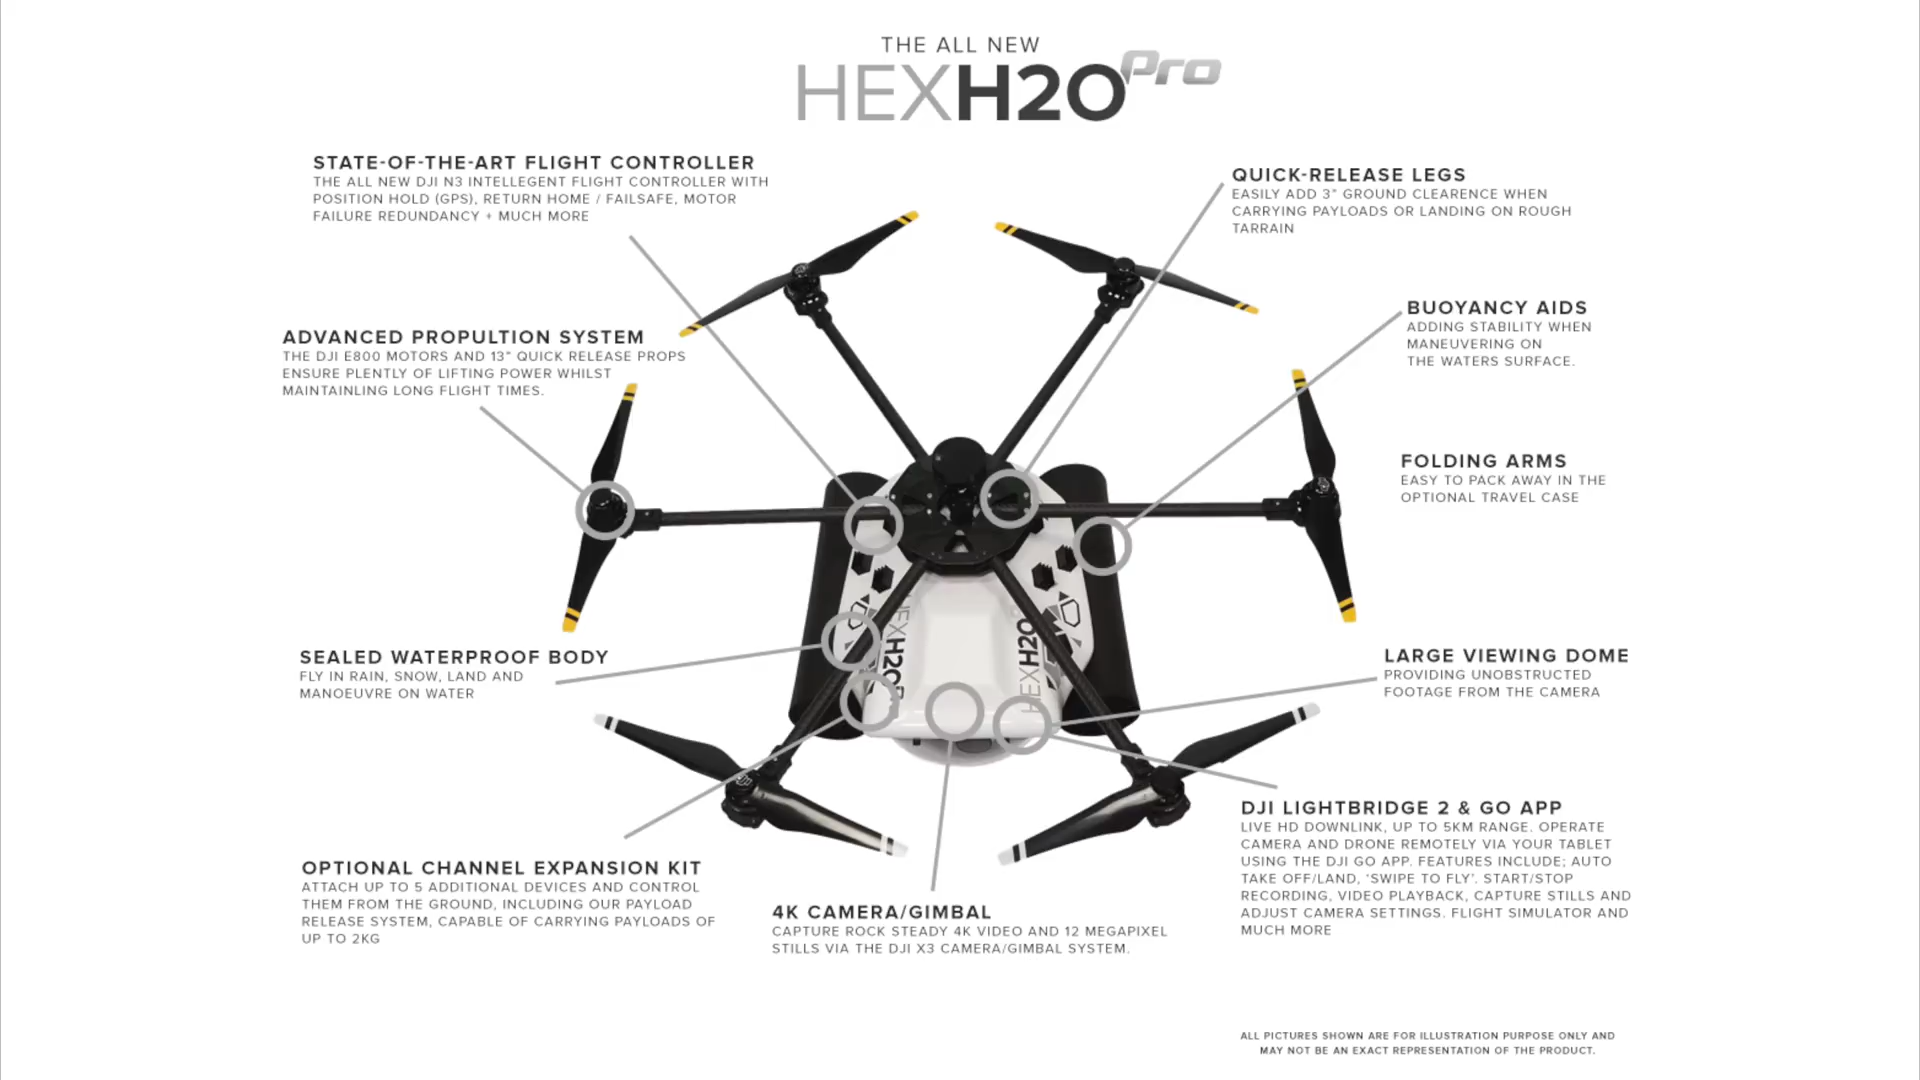 THE ALL NEW
HEXH2O Pro
STATE-OF-THE-ART FLIGHT CONTROLLER
THE ALL NEW DJI N3 INTELLEGENT FLIGHT CONTROLLER WITH
POSITION HOLD (GPS), RETURN HOME / FAILSAFE, MOTOR
FAILURE REDUNDANCY + MUCH MORE
QUICK-RELEASE LEGS
EASILY ADD 3" GROUND CLEARENCE WHEN
CARRYING PAYLOADS OR LANDING ON ROUGH
TARRAIN
ADVANCED PROPULTION SYSTEM
THE DJI E800 MOTORS AND 13" QUICK RELEASE PROPS
ENSURE PLENTLY OF LIFTING POWER WHILST
MAINTAINLING LONG FLIGHT TIMES.
BUOYANCY AIDS
ADDING STABILITY WHEN
MANEUVERING ON
THE WATERS SURFACE.
FOLDING ARMS
EASY TO PACK AWAY IN THE
OPTIONAL TRAVEL CASE
HEXH2O
HEXH2O
SEALED WATERPROOF BODY
FLY IN RAIN, SNOW, LAND AND
MANOEUVRE ON WATER
LARGE VIEWING DOME
PROVIDING UNOBSTRUCTED
FOOTAGE FROM THE CAMERA
OPTIONAL CHANNEL EXPANSION KIT
ATTACH UP TO 5 ADDITIONAL DEVICES AND CONTROL
THEM FROM THE GROUND, INCLUDING OUR PAYLOAD
RELEASE SYSTEM, CAPABLE OF CARRYING PAYLOADS OF
UP TO 2KG
4K CAMERA/GIMBAL
CAPTURE ROCK STEADY 4K VIDEO AND 12 MEGAPIXEL
STILLS VIA THE DJI X3 CAMERA/GIMBAL SYSTEM.
DJI LIGHTBRIDGE 2 & GO APP
LIVE HD DOWNLINK, UP TO 5KM RANGE. OPERATE
CAMERA AND DRONE REMOTELY VIA YOUR TABLET
USING THE DJI GO APP. FEATURES INCLUDE; AUTO
TAKE OFF/LAND, 'SWIPE TO FLY'. START/STOP
RECORDING, VIDEO PLAYBACK, CAPTURE STILLS AND
ADJUST CAMERA SETTINGS. FLIGHT SIMULATOR AND
MUCH MORE
ALL PICTURES SHOWN ARE FOR ILLUSTRATION PURPOSE ONLY AND
MAY NOT BE AN EXACT REPRESENTATION OF THE PRODUCT.